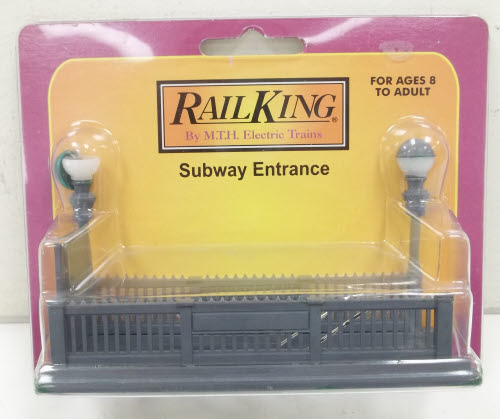 FOR AGES 8
TO ADULT
RAILKING®
By M.T.H. Electric Trains
Subway Entrance